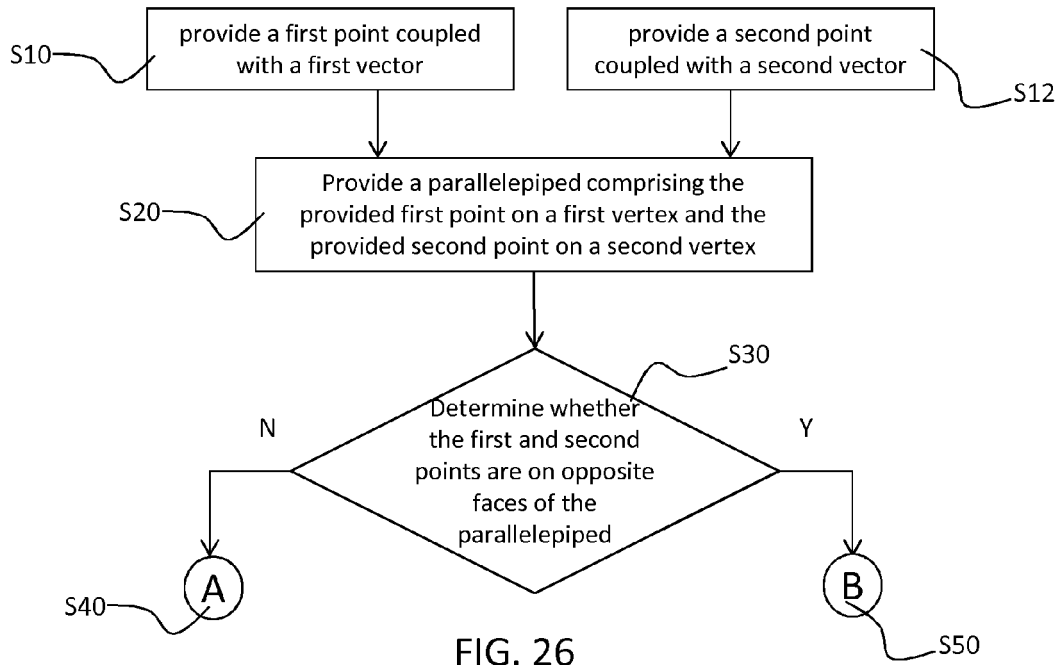 provide a first point coupled
with a first vector
S10
provide a second point
coupled with a second vector
S12
Provide a parallelepiped comprising the
provided first point on a first vertex and the
provided second point on a second vertex
S20
S30
Determine whether
the first and second
points are on opposite
faces of the
parallelepiped
N
Y
A
B
S40
S50
FIG. 26